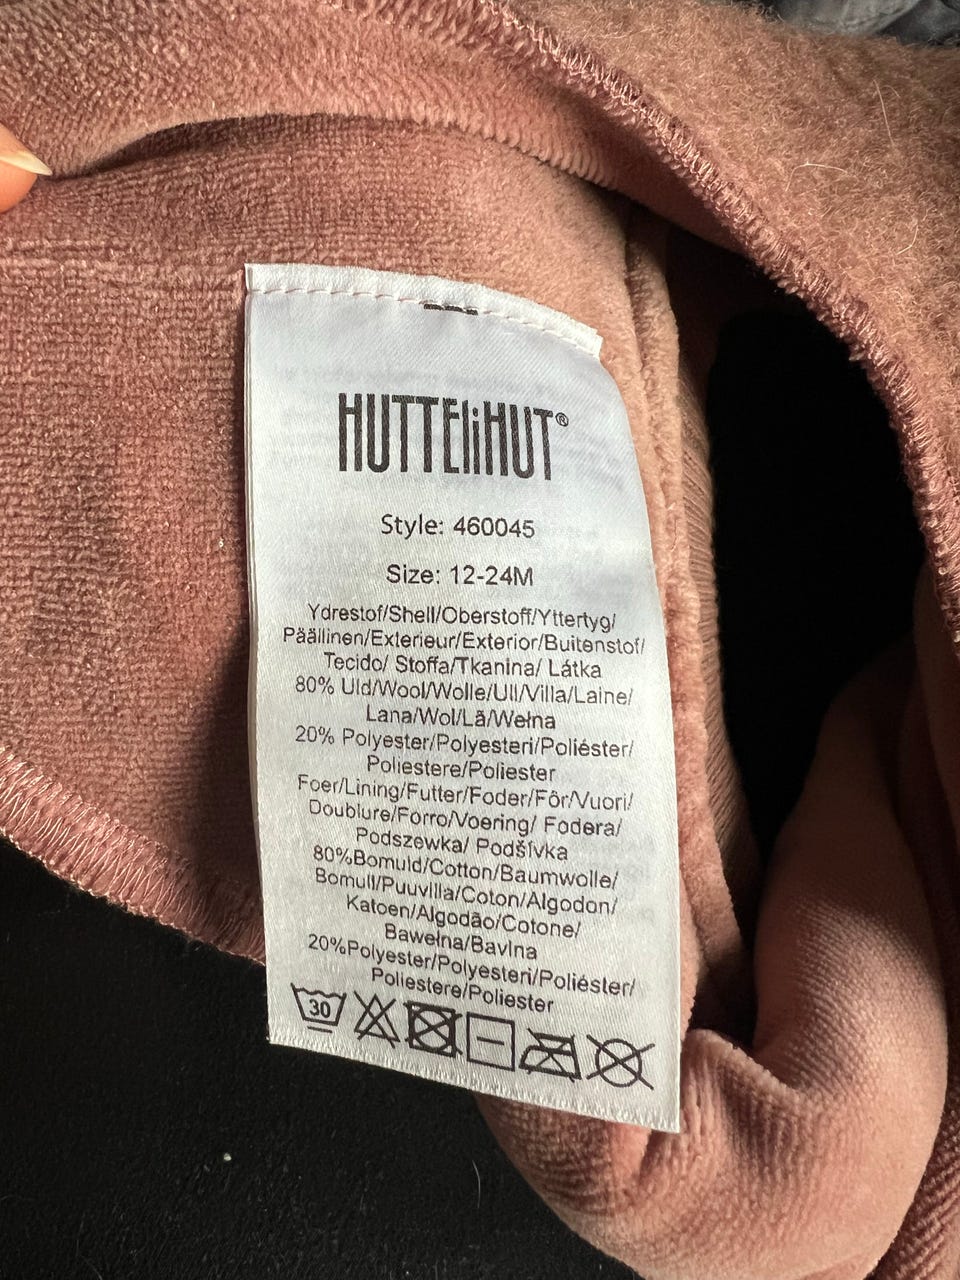 HUTTEliHUT®
Style: 460045
Size: 12-24M
Ydrestof/Shell/Oberstoff/Yttertyg/
Päällinen/Exterieur/Exterior/Buitenstof/
Tecido/ Stoffa/Tkanina/ Látka
80% Uld/Wool/Wolle/Ull/Villa/Laine/
Lana/Wol/Lã/Wełna
20% Polyester/Polyesteri/Poliéster/
Poliestere/Poliester
Foer/Lining/Futter/Foder/Fôr/Vuori/
Doublure/Forro/Voering/ Fodera/
Podszewka/ Podšívka
80%Bomuld/Cotton/Baumwolle/
Bomull/Puuvilla/Coton/Algodon/
Katoen/Algodão/Cotone/
Bawełna/Bavlna
20%Polyester/Polyesteri/Poliéster/
Poliestere/Poliester
30